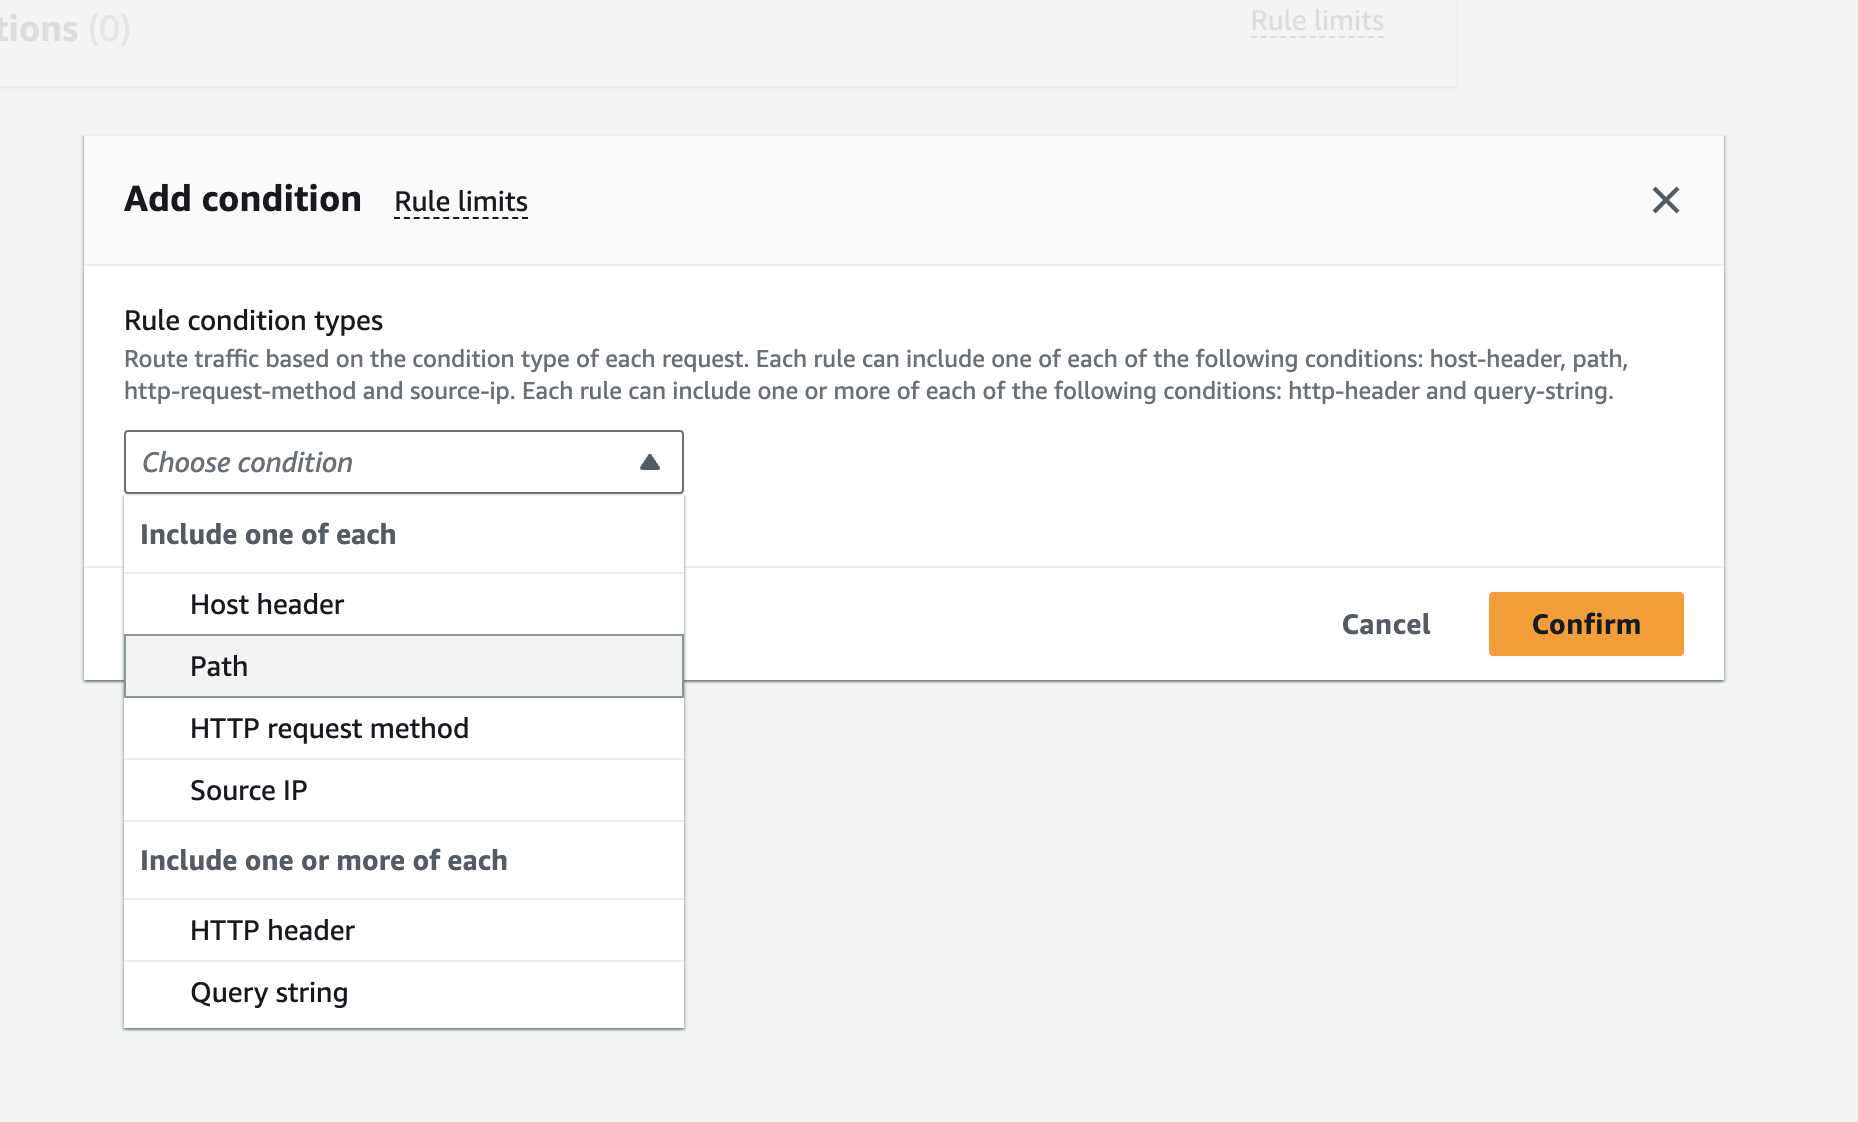 tions (0)
Rule limits
Add condition
Rule limits
Rule condition types
Route traffic based on the condition type of each request. Each rule can include one of each of the following conditions: host-header, path,
http-request-method and source-ip. Each rule can include one or more of each of the following conditions: http-header and query-string.
Choose condition
Include one of each
Host header
Path
HTTP request method
Source IP
Include one or more of each
HTTP header
Query string
Cancel
Confirm